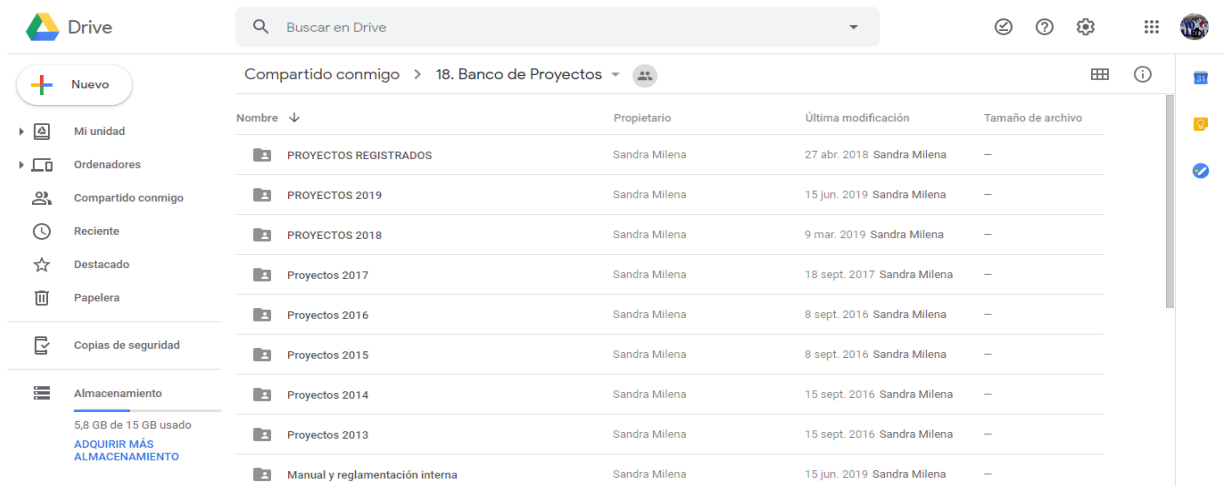 Drive
Buscar en Drive
Nuevo
Compartido conmigo > 18. Banco de Proyectos
Nombre Propietario Última modificación Tamaño de archivo
Mi unidad
Ordenadores
Compartido conmigo
Reciente
Destacado
Papelera
Copias de seguridad
Almacenamiento
5,8 GB de 15 GB usado
ADQUIRIR MÁS
ALMACENAMIENTO
PROYECTOS REGISTRADOS Sandra Milena 27 abr. 2018 Sandra Milena —
PROYECTOS 2019 Sandra Milena 15 jun. 2019 Sandra Milena —
PROYECTOS 2018 Sandra Milena 9 mar. 2019 Sandra Milena —
Proyectos 2017 Sandra Milena 18 sept. 2017 Sandra Milena —
Proyectos 2016 Sandra Milena 8 sept. 2016 Sandra Milena —
Proyectos 2015 Sandra Milena 8 sept. 2016 Sandra Milena —
Proyectos 2014 Sandra Milena 15 sept. 2016 Sandra Milena —
Proyectos 2013 Sandra Milena 15 sept. 2016 Sandra Milena —
Manual y reglamentación interna Sandra Milena 15 jun. 2019 Sandra Milena —
31